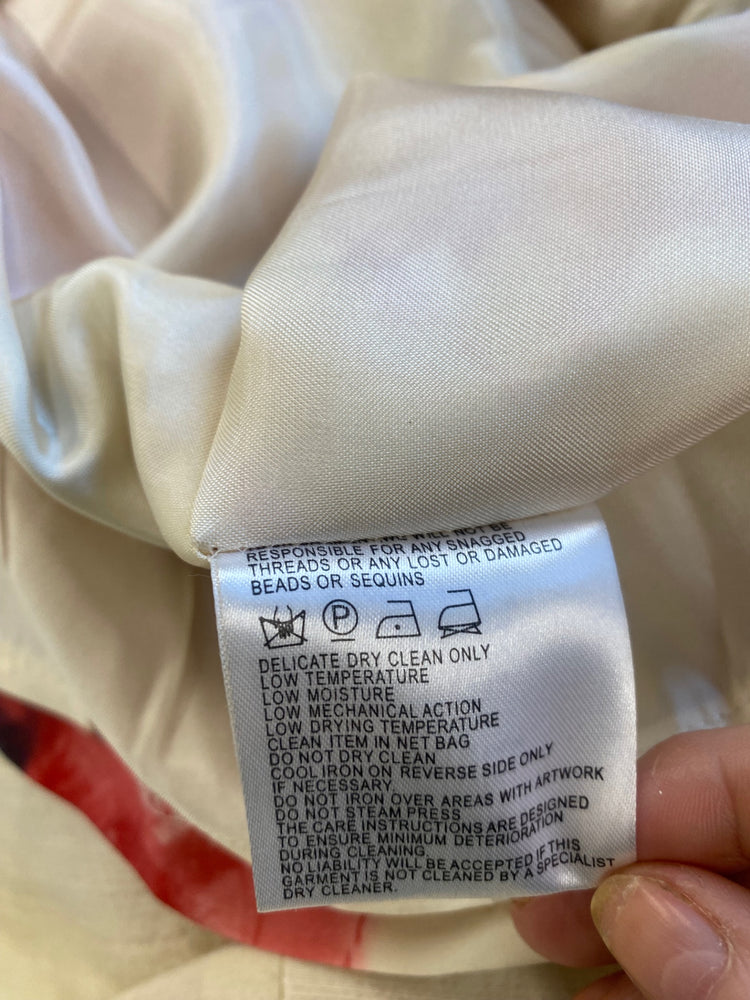 WILL NOT BE
RESPONSIBLE FOR ANY SNAGGED
THREADS OR ANY LOST OR DAMAGED
BEADS OR SEQUINS
P
DELICATE DRY CLEAN ONLY
LOW TEMPERATURE
LOW MOISTURE
LOW MECHANICAL ACTION
LOW DRYING TEMPERATURE
CLEAN ITEM IN NET BAG
DO NOT DRY CLEAN
COOL IRON ON REVERSE SIDE ONLY
IF NECESSARY
DO NOT IRON OVER AREAS WITH ARTWORK
DO NOT STEAM PRESS
THE CARE INSTRUCTIONS ARE DESIGNED
TO ENSURE MINIMUM DETERIORATION
DURING CLEANING
NO LIABILITY WILL BE ACCEPTED IF THIS
GARMENT IS NOT CLEANED BY A SPECIALIST
DRY CLEANER.